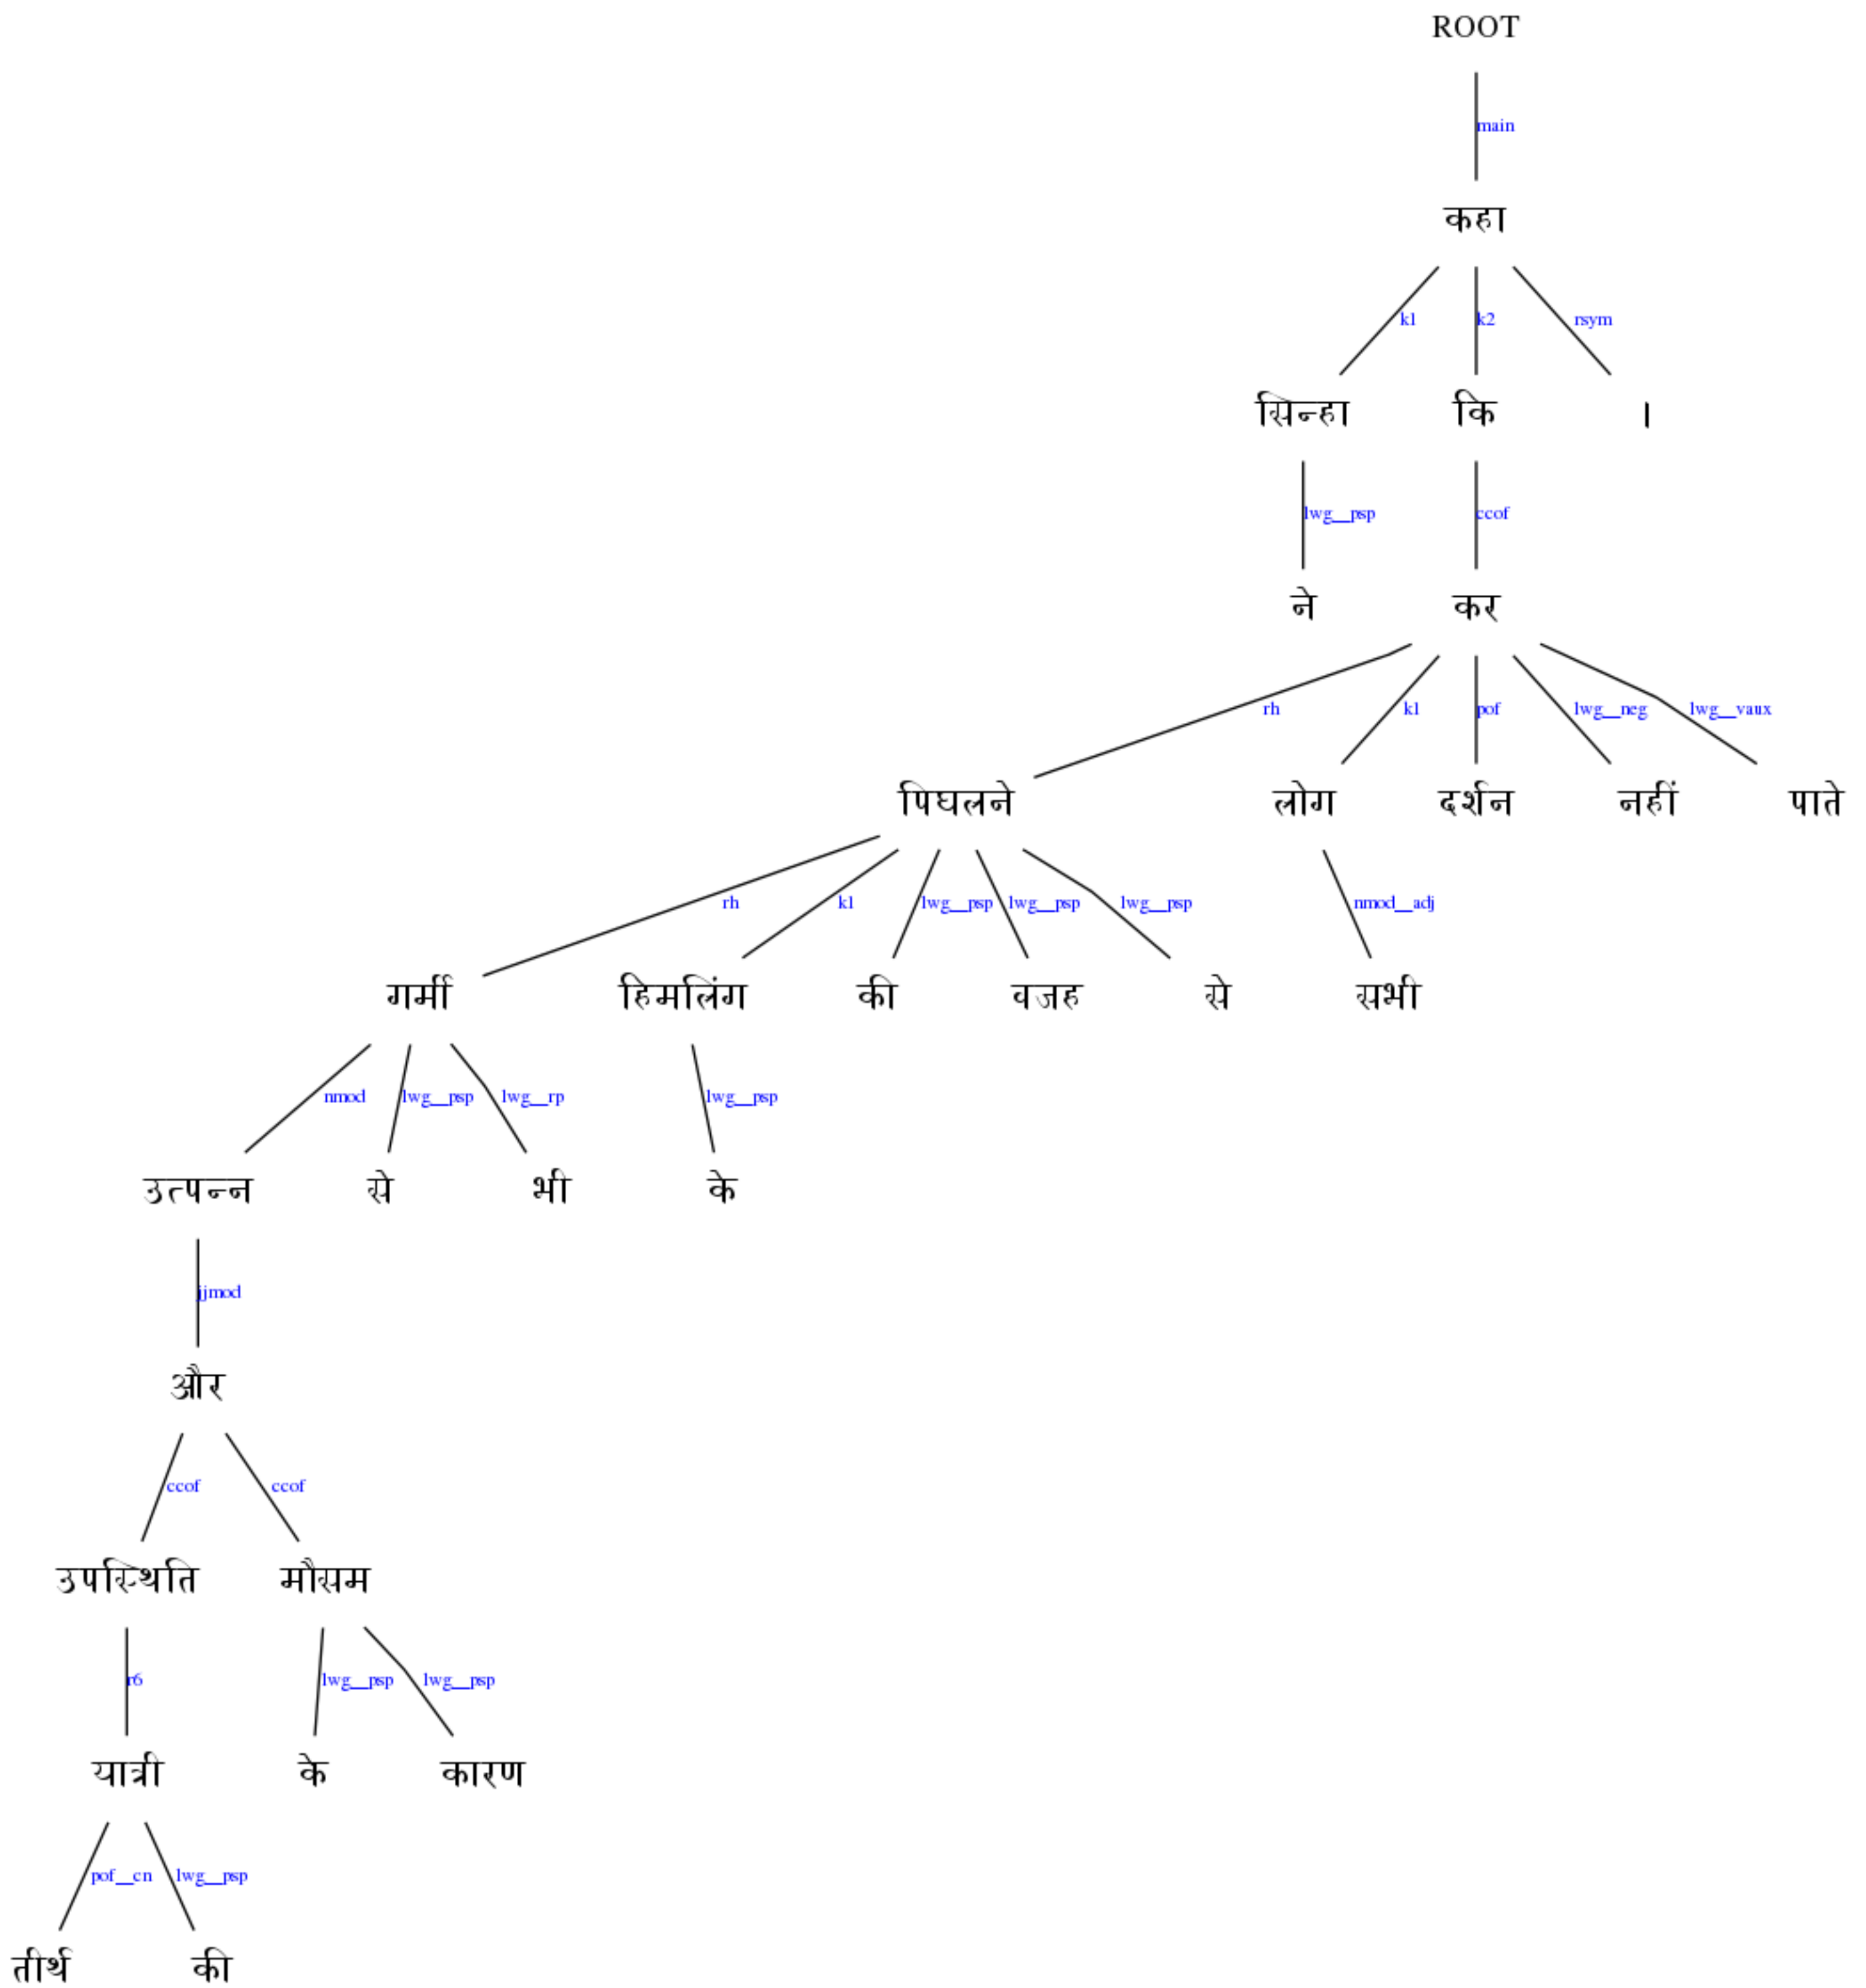 ROOT
main
कहा
k1 k2 rsym
सिन्हा कि ।
lwg__psp ccof
ने कर
rh k1 pof lwg__neg lwg__vaux
पिघलने लोग दर्शन नहीं पाते
rh k1 lwg__psp lwg__psp lwg__psp nmod__adj
गर्मी हिमलिंग की वजह से सभी
nmod lwg__psp lwg__rp lwg__psp
उत्पन्न से भी के
jjmod
और
ccof ccof
उपस्थिति मौसम
r6 lwg__psp lwg__psp
यात्री के कारण
pof__cn lwg__psp
तीर्थ की